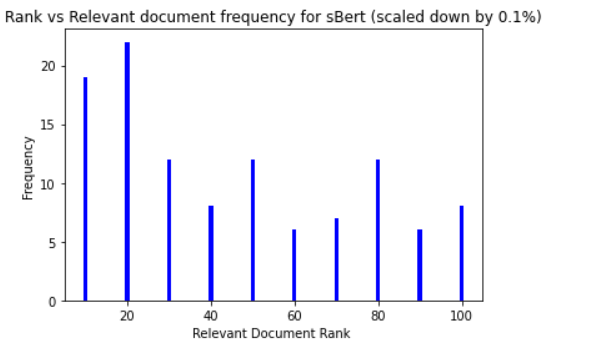 Rank vs Relevant document frequency for sBert (scaled down by 0.1%)
20
15
10
5
0
Frequency
20 40 60 80 100
Relevant Document Rank